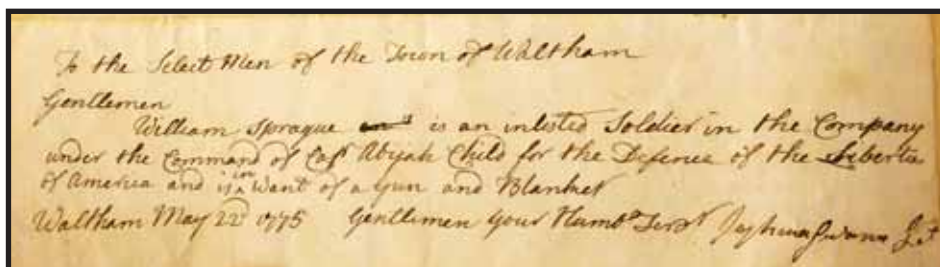 To the Select Men of the Town of Waltham
Gentlemen
William Sprague is an inlisted Soldier in the Company
under the Command of Capt Abijah Child for the Defence of the Liberties
of America and is in Want of a Gun and Blanket
Waltham May 22d 1775 Gentlemen your Humbe Servt